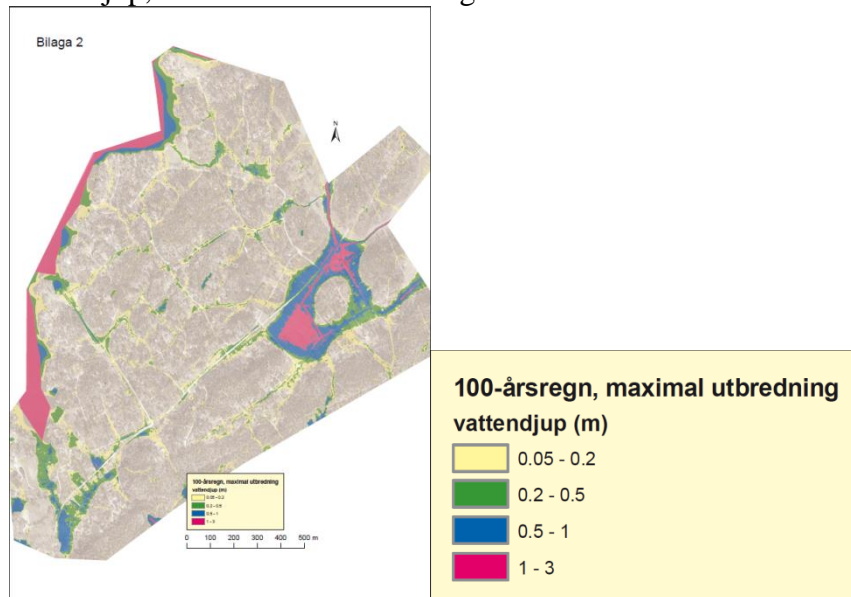 Bilaga 2
N
100-årsregn, maximal utbredning
vattendjup (m)
0.05 - 0.2
0.2 - 0.5
0.5 - 1
1 - 3
0 100 200 300 400 500 m
100-årsregn, maximal utbredning
vattendjup (m)
0.05 - 0.2
0.2 - 0.5
0.5 - 1
1 - 3